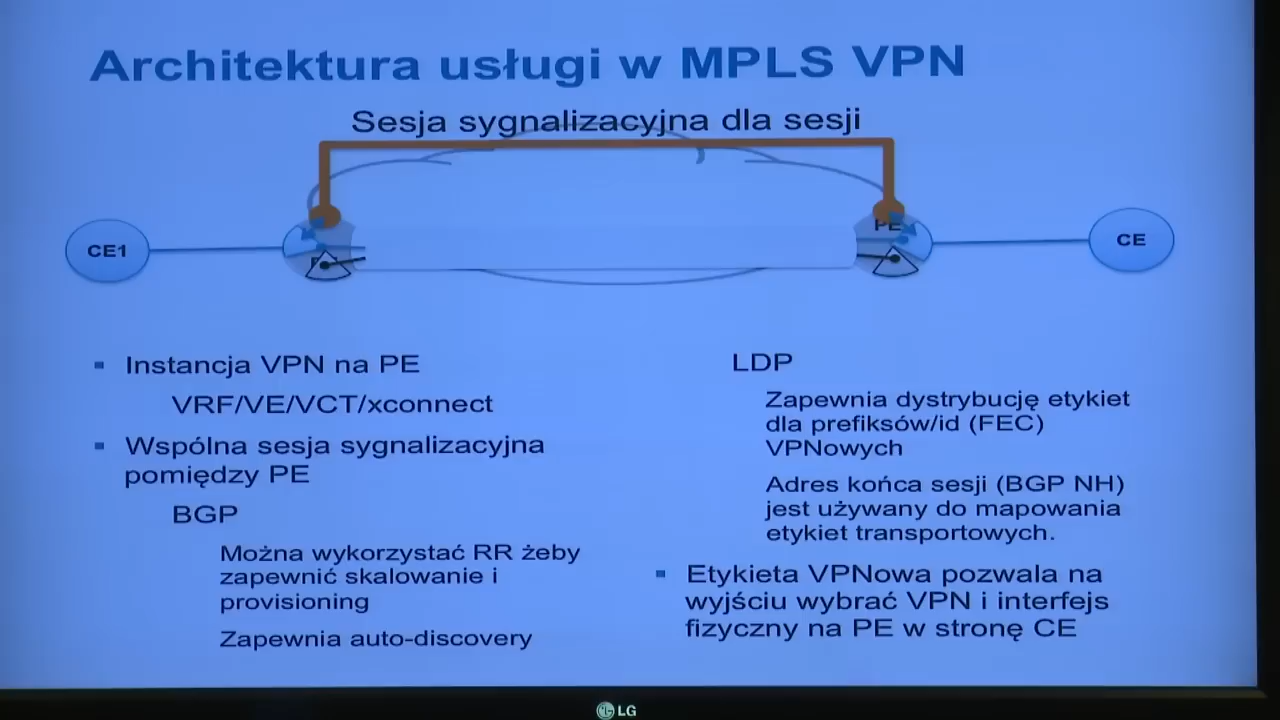 Architektura usługi w MPLS VPN
Sesja sygnalizacyjna dla sesji
CE1
PE
CE
Instancja VPN na PE
VRF/VE/VCT/xconnect
Wspólna sesja sygnalizacyjna
pomiędzy PE
BGP
Można wykorzystać RR żeby
zapewnić skalowanie i
provisioning
Zapewnia auto-discovery
LDP
Zapewnia dystrybucję etykiet
dla prefiksów/id (FEC)
VPNowych
Adres końca sesji (BGP NH)
jest używany do mapowania
etykiet transportowych.
Etykieta VPNowa pozwala na
wyjściu wybrać VPN i interfejs
fizyczny na PE w stronę CE
LG